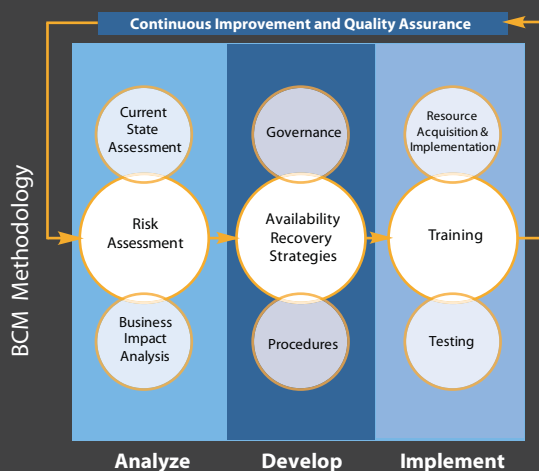 Continuous Improvement and Quality Assurance
BCM Methodology
Current
State
Assessment
Risk
Assessment
Business
Impact
Analysis
Governance
Availability
Recovery
Strategies
Procedures
Resource
Acquisition &
Implementation
Training
Testing
Analyze
Develop
Implement